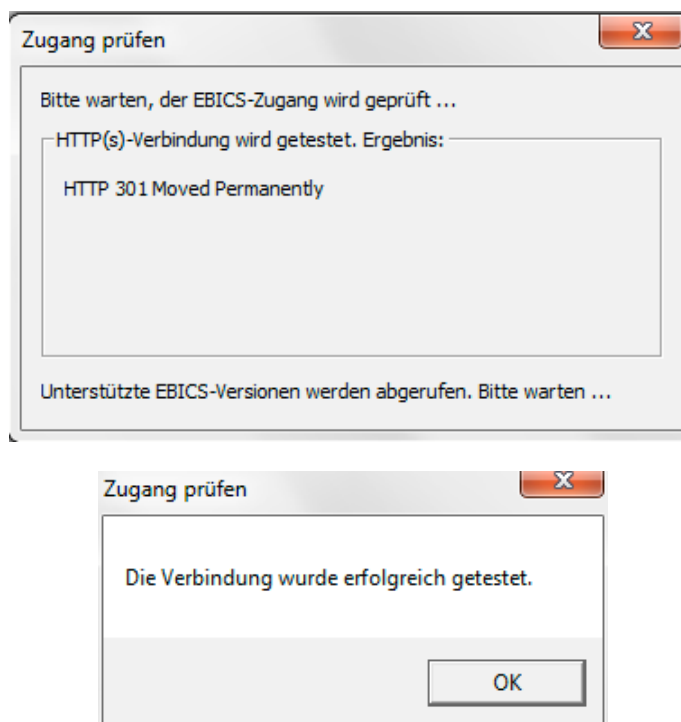 Zugang prüfen
Bitte warten, der EBICS-Zugang wird geprüft ...
HTTP(s)-Verbindung wird getestet. Ergebnis:
HTTP 301 Moved Permanently
Unterstützte EBICS-Versionen werden abgerufen. Bitte warten ...
Zugang prüfen
Die Verbindung wurde erfolgreich getestet.
OK